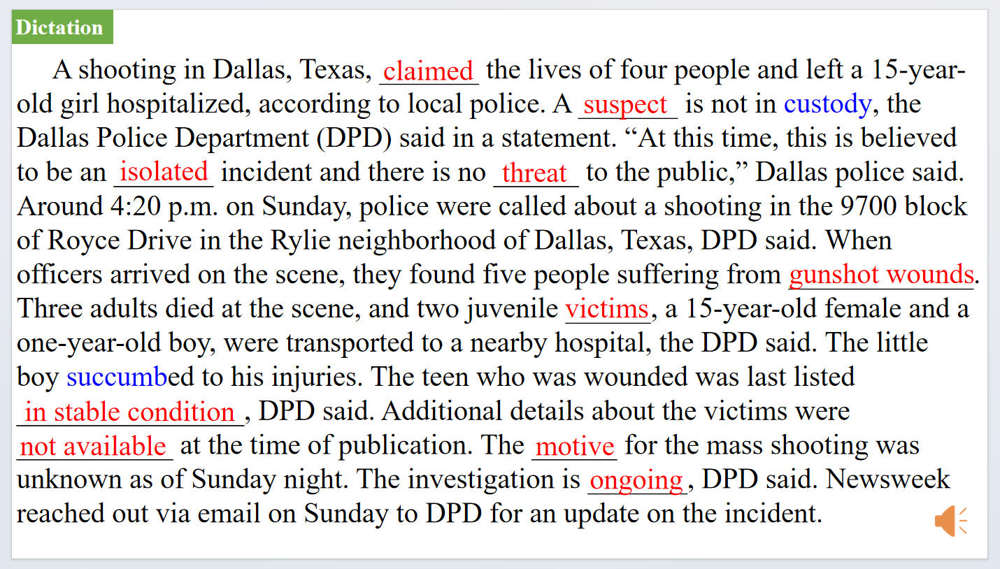 Dictation
A shooting in Dallas, Texas, claimed the lives of four people and left a 15-year-
old girl hospitalized, according to local police. A suspect is not in custody, the
Dallas Police Department (DPD) said in a statement. “At this time, this is believed
to be an isolated incident and there is no threat to the public,” Dallas police said.
Around 4:20 p.m. on Sunday, police were called about a shooting in the 9700 block
of Royce Drive in the Rylie neighborhood of Dallas, Texas, DPD said. When
officers arrived on the scene, they found five people suffering from gunshot wounds.
Three adults died at the scene, and two juvenile victims, a 15-year-old female and a
one-year-old boy, were transported to a nearby hospital, the DPD said. The little
boy succumbed to his injuries. The teen who was wounded was last listed
in stable condition, DPD said. Additional details about the victims were
not available at the time of publication. The motive for the mass shooting was
unknown as of Sunday night. The investigation is ongoing, DPD said. Newsweek
reached out via email on Sunday to DPD for an update on the incident.